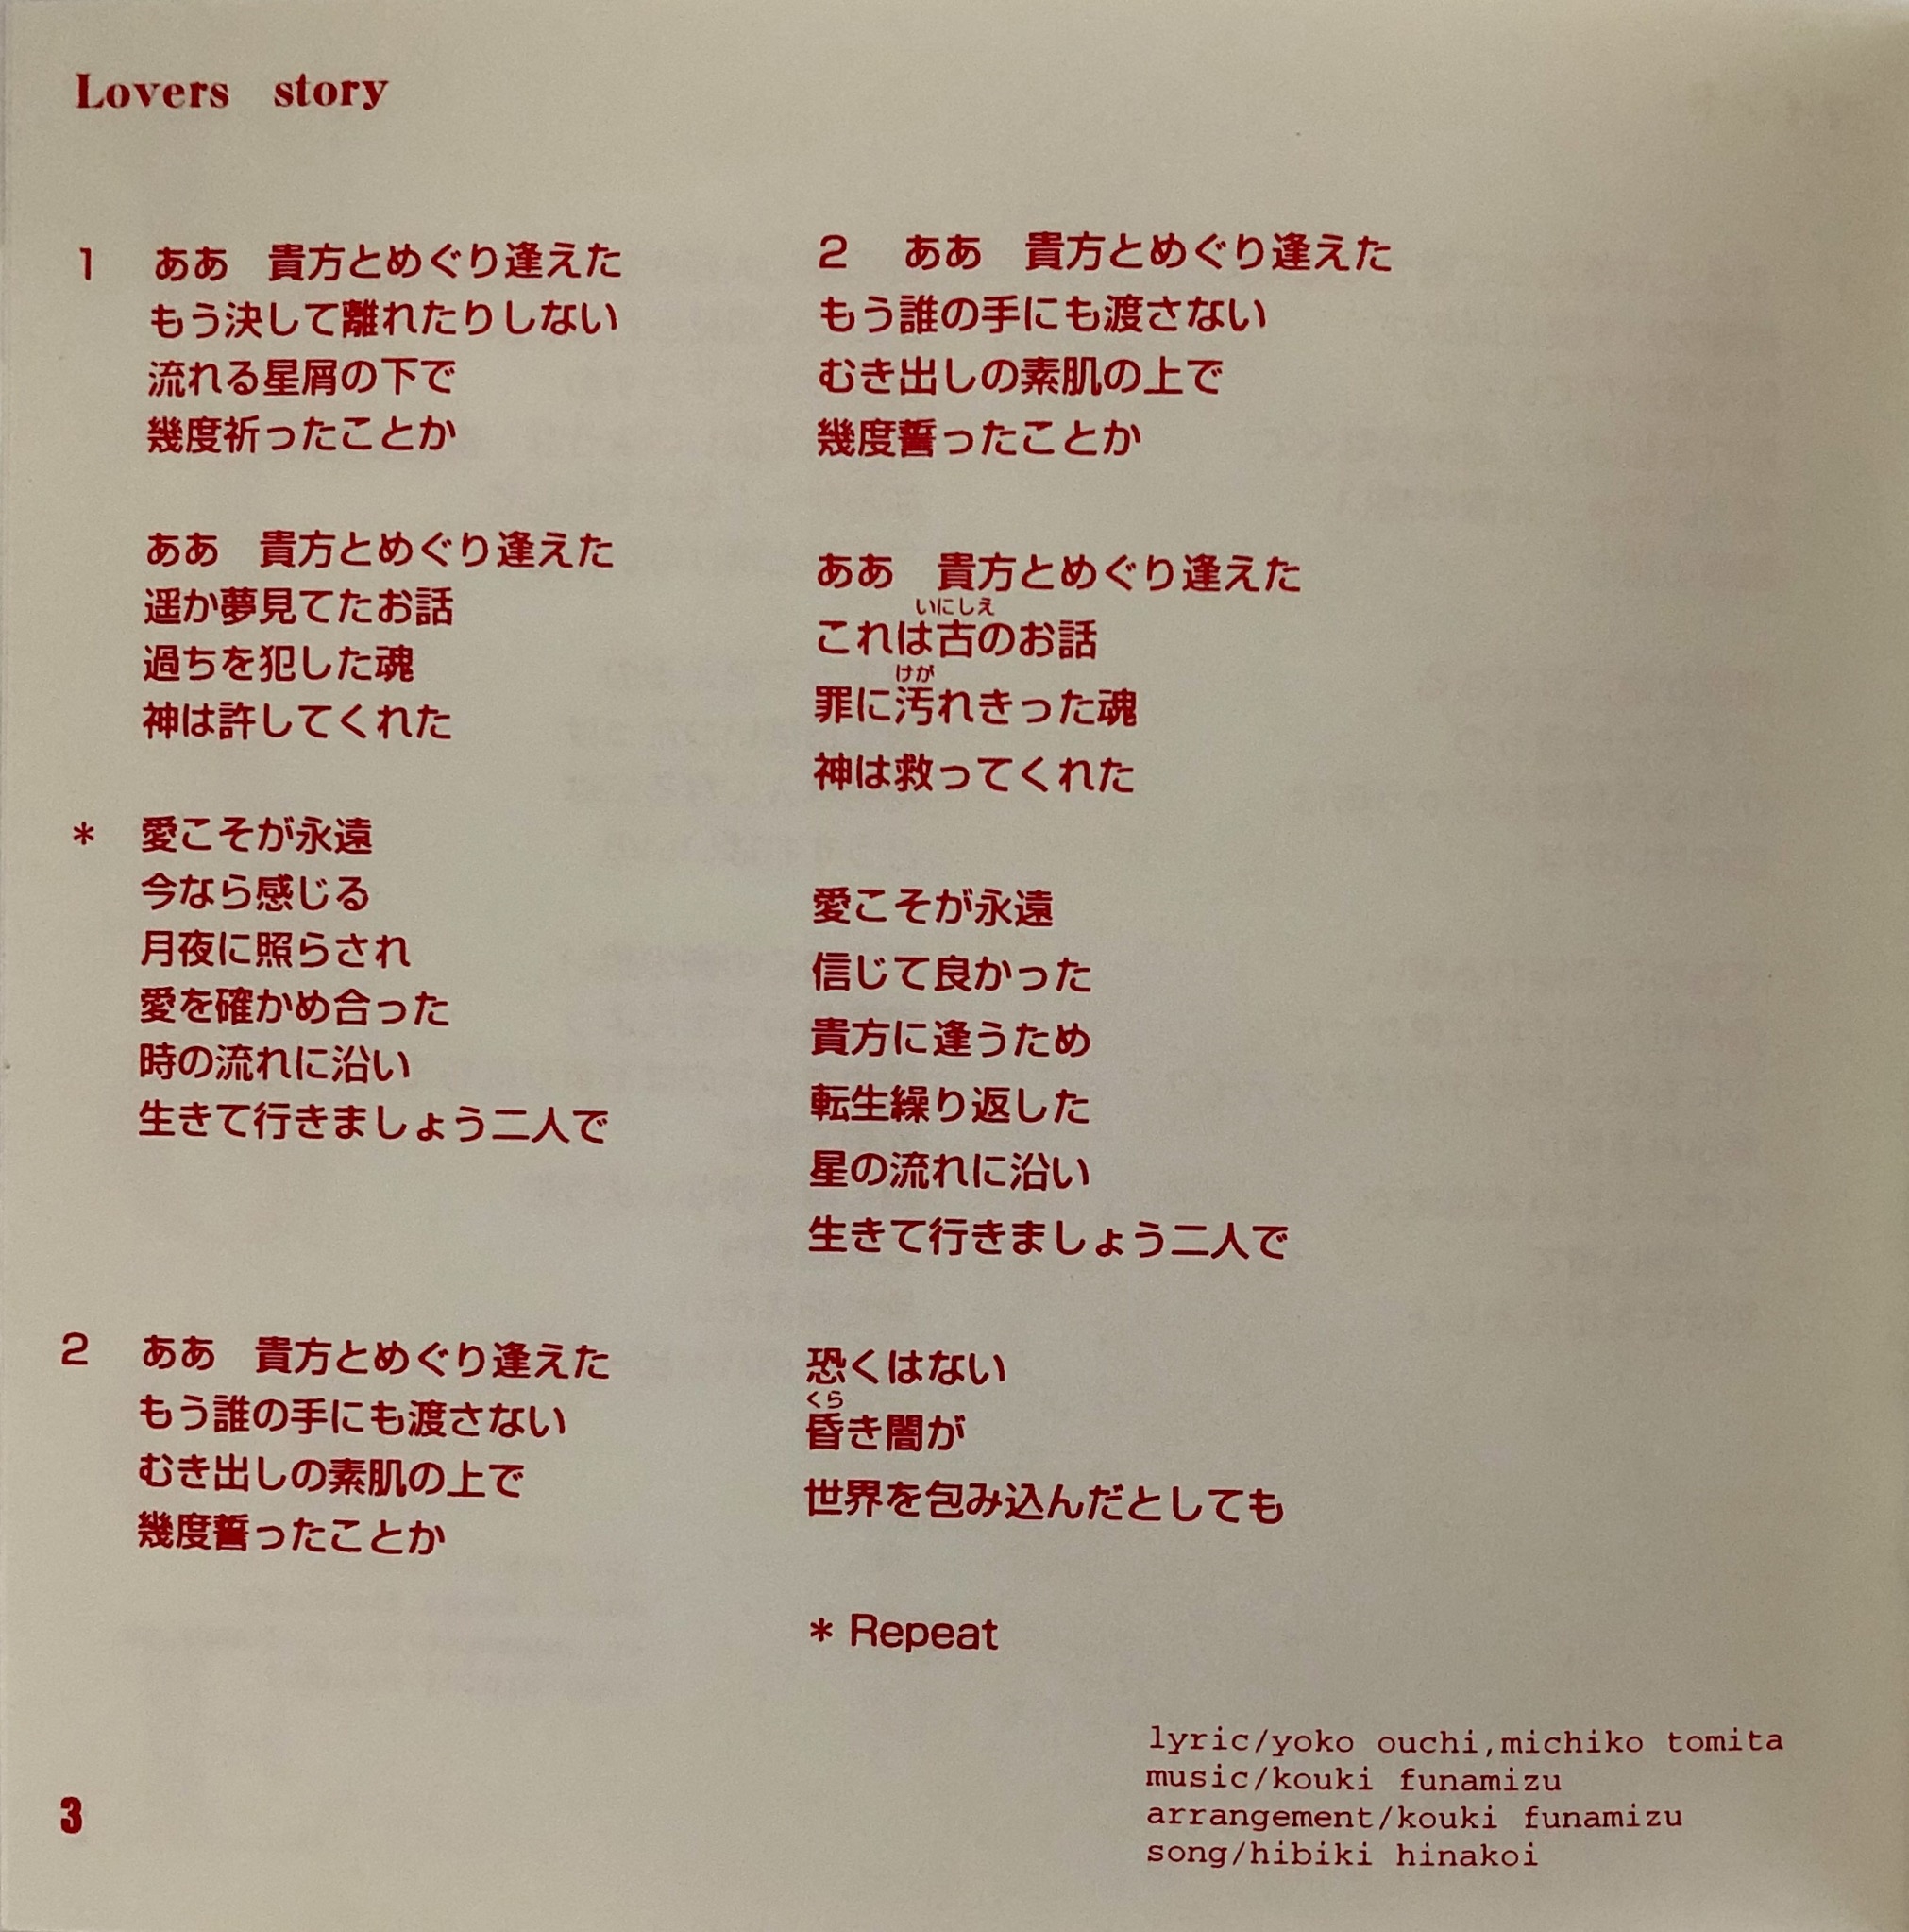 Lovers story
1 ああ 貴方とめぐり逢えた
もう決して離れたりしない
流れる星屑の下で
幾度祈ったことか
ああ 貴方とめぐり逢えた
遥か夢見てたお話
過ちを犯した魂
神は許してくれた
* 愛こそが永遠
今なら感じる
月夜に照らされ
愛を確かめ合った
時の流れに沿い
生きて行きましょう二人で
2 ああ 貴方とめぐり逢えた
もう誰の手にも渡さない
むき出しの素肌の上で
幾度誓ったことか
2 ああ 貴方とめぐり逢えた
もう誰の手にも渡さない
むき出しの素肌の上で
幾度誓ったことか
ああ 貴方とめぐり逢えた
いにしえ
これは古のお話
けが
罪に汚れきった魂
神は救ってくれた
愛こそが永遠
信じて良かった
貴方に逢うため
転生繰り返した
星の流れに沿い
生きて行きましょう二人で
恐くはない
くら
昏き闇が
世界を包み込んだとしても
* Repeat
lyric/yoko ouchi,michiko tomita
music/kouki funamizu
arrangement/kouki funamizu
song/hibiki hinakoi
3